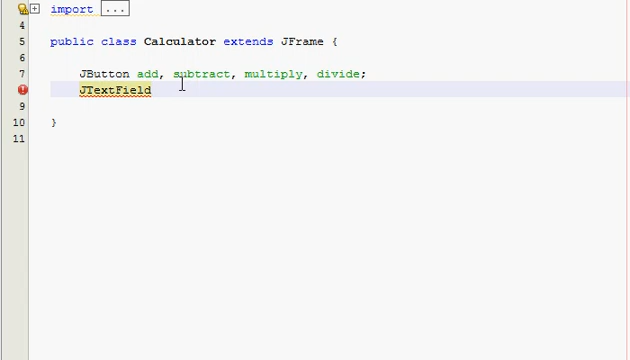 import ...
4
5 public class Calculator extends JFrame {
6
7 JButton add, subtract, multiply, divide;
JTextField
9
10 }
11